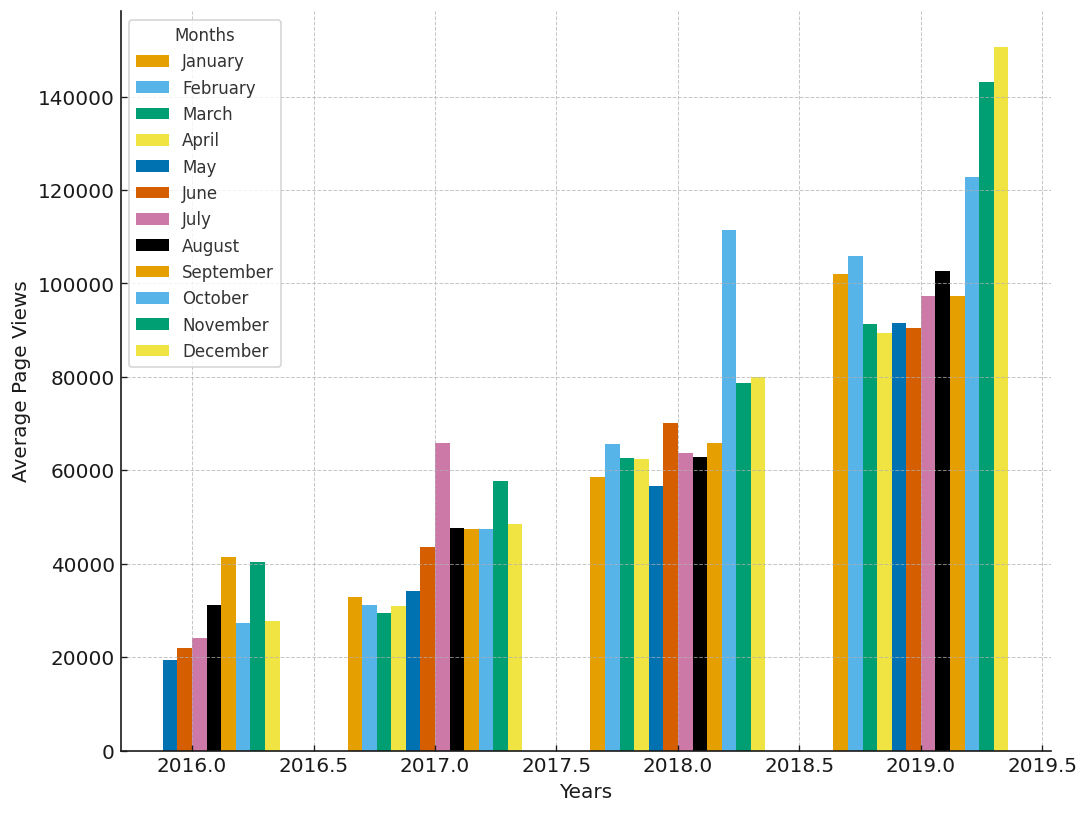 Months
January
February
March
April
May
June
July
August
September
October
November
December
Average Page Views
140000
120000
100000
80000
60000
40000
20000
0
2016.0 2016.5 2017.0 2017.5 2018.0 2018.5 2019.0 2019.5
Years